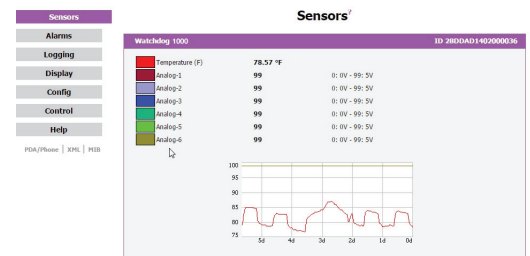 Sensors
Alarms
Logging
Display
Config
Control
Help
PDA/Phone | XML | MIB
Sensors?
Watchdog 1000 ID 28DDAD1402000036
Temperature (F) 78.57 °F
Analog-1 99 0: 0V - 99: 5V
Analog-2 99 0: 0V - 99: 5V
Analog-3 99 0: 0V - 99: 5V
Analog-4 99 0: 0V - 99: 5V
Analog-5 99 0: 0V - 99: 5V
Analog-6 99 0: 0V - 99: 5V
100
95
90
85
80
75
5d 4d 3d 2d 1d 0d